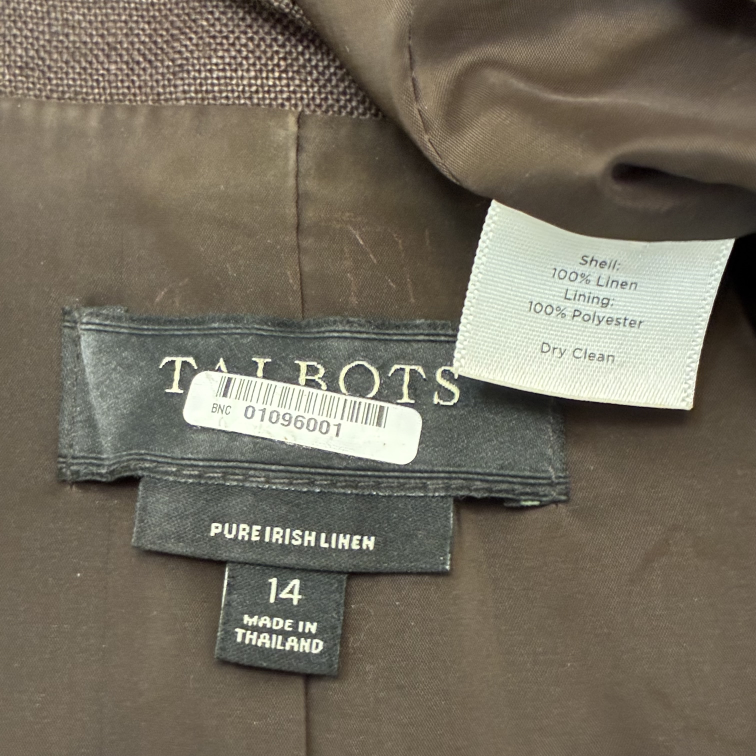 Shell:
100% Linen
Lining:
100% Polyester
Dry Clean
TALBOTS
BNC 01096001
PURE IRISH LINEN
14
MADE IN
THAILAND